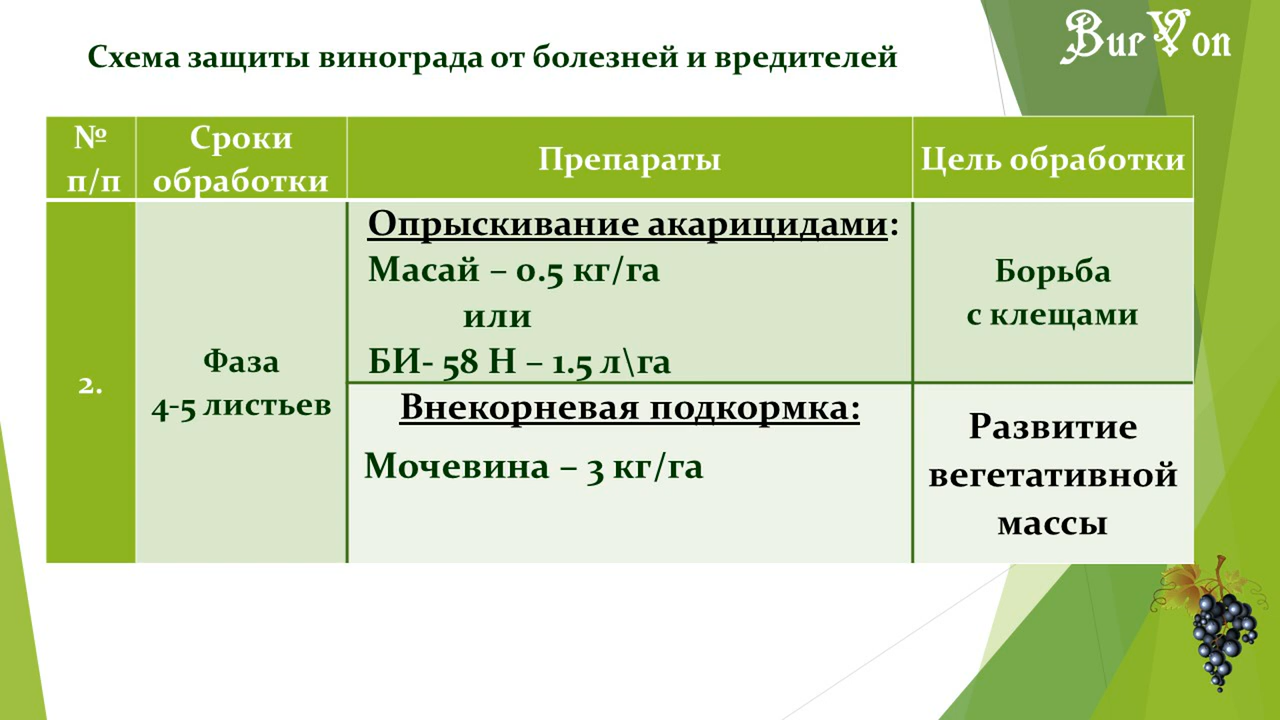 Схема защиты винограда от болезней и вредителей
Bur Von
№
п/п
Сроки
обработки
Препараты
Цель обработки
2.
Фаза
4-5 листьев
Опрыскивание акарицидами:
Масай – 0.5 кг/га
или
БИ- 58 Н – 1.5 л\га
Борьба
с клещами
Внекорневая подкормка:
Мочевина – 3 кг/га
Развитие
вегетативной
массы